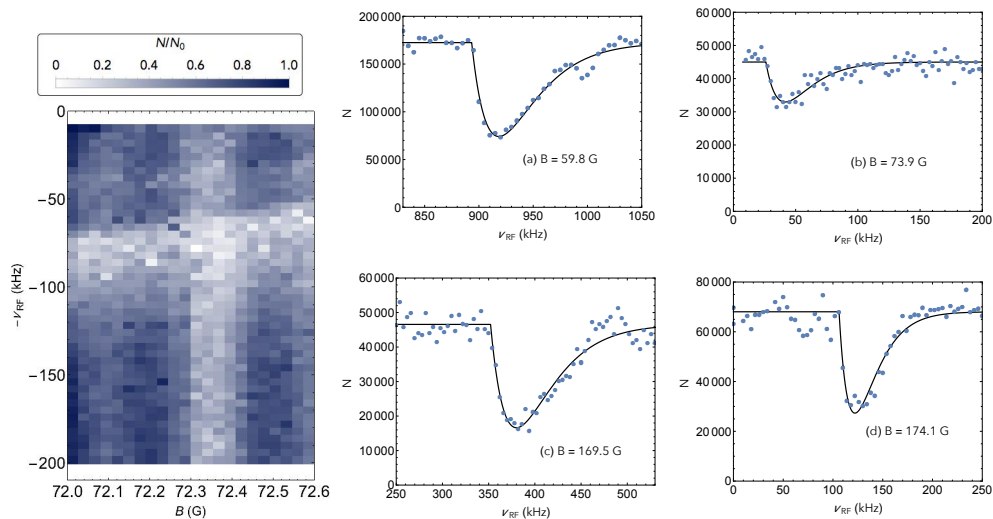 N/N0
0 0.2 0.4 0.6 0.8 1.0
0
−50
−100
−150
−200
−νRF (kHz)
72.0 72.1 72.2 72.3 72.4 72.5 72.6
B (G)
200 000
150 000
100 000
50 000
0
N
(a) B = 59.8 G
850 900 950 1000 1050
νRF (kHz)
60 000
50 000
40 000
30 000
20 000
10 000
0
N
(b) B = 73.9 G
0 50 100 150 200
νRF (kHz)
60 000
50 000
40 000
30 000
20 000
10 000
0
N
(c) B = 169.5 G
250 300 350 400 450 500
νRF (kHz)
80 000
60 000
40 000
20 000
0
N
(d) B = 174.1 G
0 50 100 150 200 250
νRF (kHz)